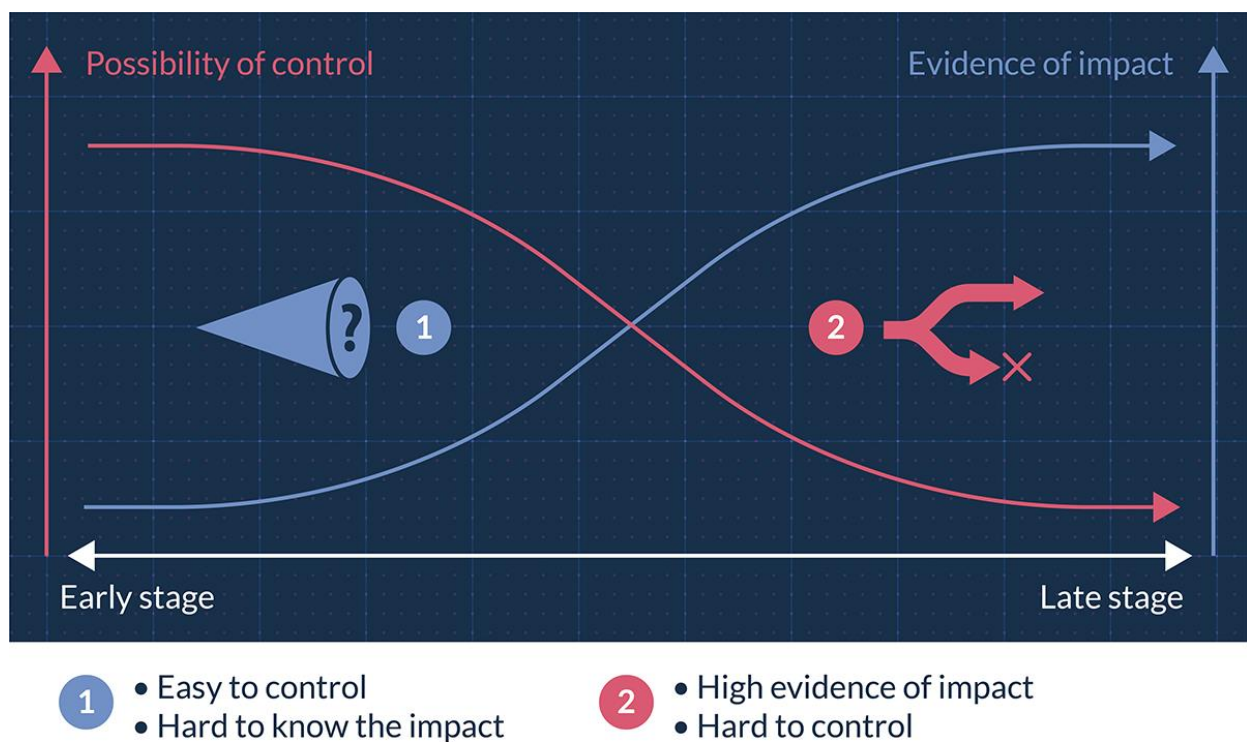 Possibility of control
Evidence of impact
?
1
2
Early stage
Late stage
1
• Easy to control
• Hard to know the impact
2
• High evidence of impact
• Hard to control